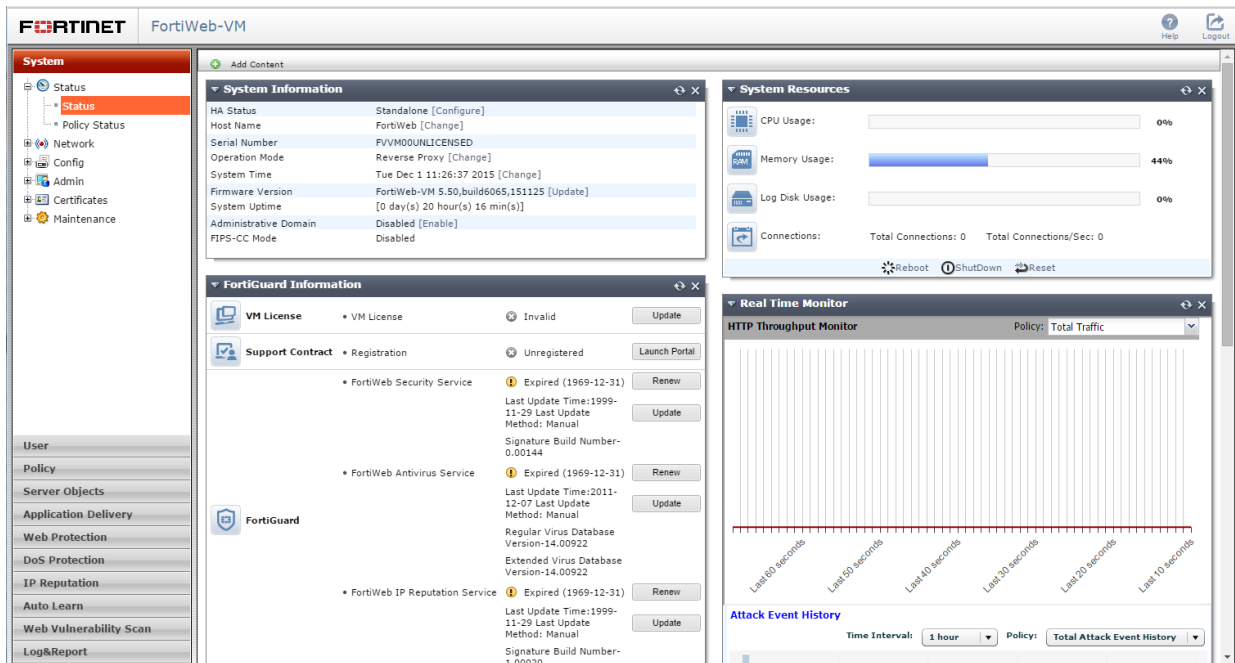 FORTINET
FortiWeb-VM
Help
Logout
System
Status
Status
Policy Status
Network
Config
Admin
Certificates
Maintenance
User
Policy
Server Objects
Application Delivery
Web Protection
DoS Protection
IP Reputation
Auto Learn
Web Vulnerability Scan
Log&Report
Add Content
System Information
HA Status Standalone [Configure]
Host Name FortiWeb [Change]
Serial Number FVVM00UNLICENSED
Operation Mode Reverse Proxy [Change]
System Time Tue Dec 1 11:26:37 2015 [Change]
Firmware Version FortiWeb-VM 5.50,build6065,151125 [Update]
System Uptime [0 day(s) 20 hour(s) 16 min(s)]
Administrative Domain Disabled [Enable]
FIPS-CC Mode Disabled
FortiGuard Information
VM License • VM License Invalid Update
Support Contract • Registration Unregistered Launch Portal
FortiGuard
• FortiWeb Security Service Expired (1969-12-31) Renew
Last Update Time:1999-
11-29 Last Update
Method: Manual
Update
Signature Build Number-
0.00144
• FortiWeb Antivirus Service Expired (1969-12-31) Renew
Last Update Time:2011-
12-07 Last Update
Method: Manual
Update
Regular Virus Database
Version-14.00922
Extended Virus Database
Version-14.00922
• FortiWeb IP Reputation Service Expired (1969-12-31) Renew
Last Update Time:1999-
11-29 Last Update
Method: Manual
Update
Signature Build Number-
1.00020
System Resources
CPU Usage: 0%
RAM
Memory Usage: 44%
Log Disk Usage: 0%
Connections: Total Connections: 0 Total Connections/Sec: 0
Reboot ShutDown Reset
Real Time Monitor
HTTP Throughput Monitor Policy: Total Traffic
Last 60 seconds
Last 50 seconds
Last 40 seconds
Last 30 seconds
Last 20 seconds
Last 10 seconds
Attack Event History
Time Interval: 1 hour Policy: Total Attack Event History